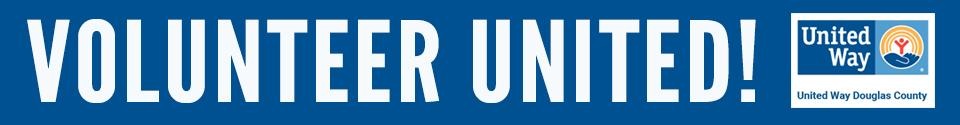 VOLUNTEER UNITED!
United
Way
United Way Douglas County